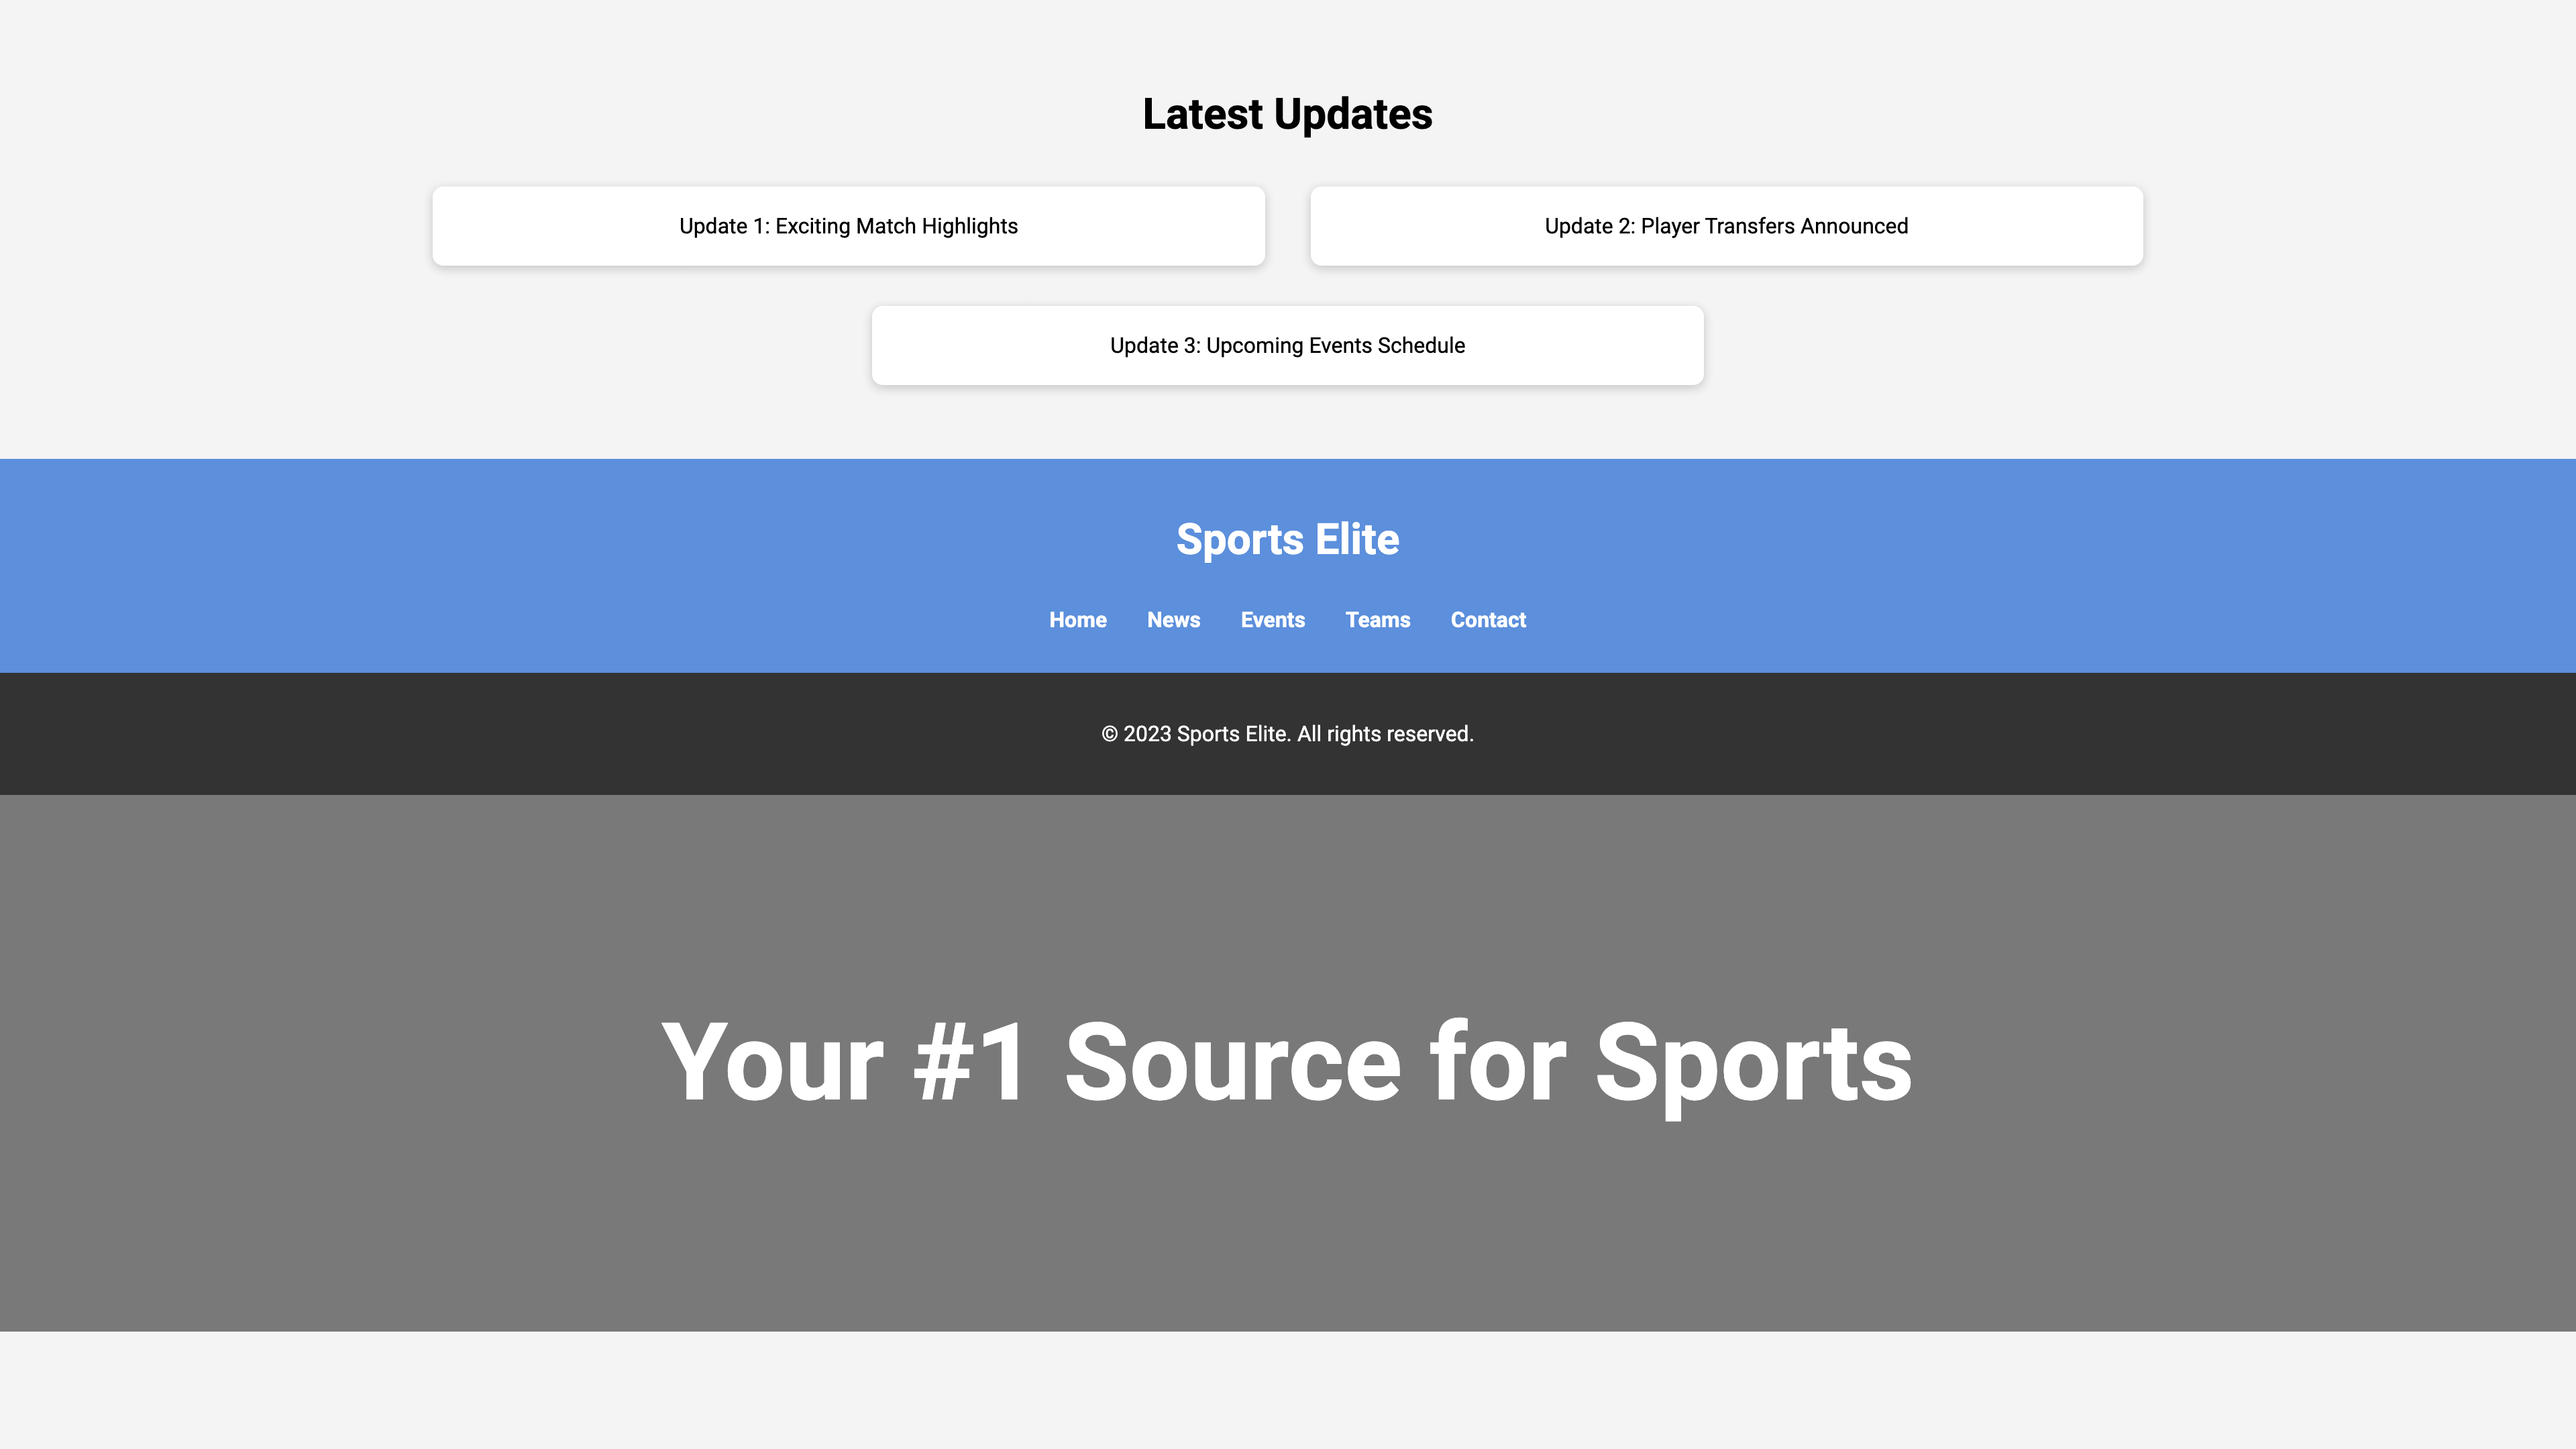 Latest Updates
Update 1: Exciting Match Highlights
Update 2: Player Transfers Announced
Update 3: Upcoming Events Schedule
Sports Elite
Home News Events Teams Contact
© 2023 Sports Elite. All rights reserved.
Your #1 Source for Sports